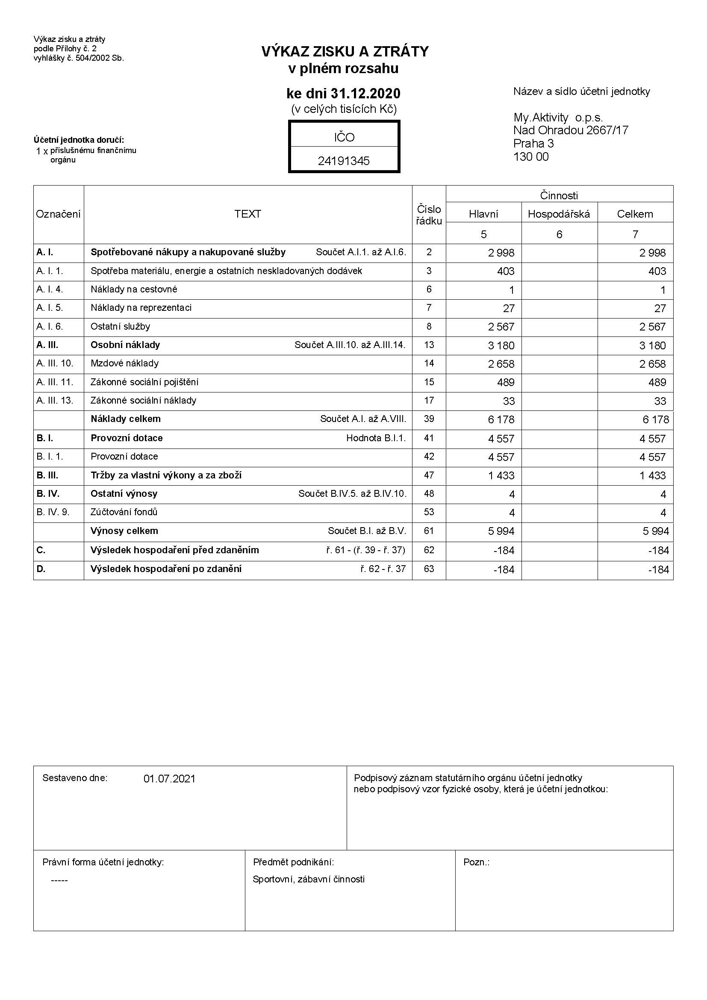 Výkaz zisku a ztráty
podle Přílohy č. 2
vyhlášky č. 504/2002 Sb.
VÝKAZ ZISKU A ZTRÁTY
v plném rozsahu
ke dni 31.12.2020
(v celých tisících Kč)
Název a sídlo účetní jednotky
My.Aktivity o.p.s.
Nad Ohradou 2667/17
Praha 3
130 00
Účetní jednotka doručí:
1 x příslušnému finančnímu
orgánu
IČO
24191345
Označení TEXT Číslo řádku Činnosti
Hlavní Hospodářská Celkem
5 6 7
A. I. Spotřebované nákupy a nakupované služby Součet A.I.1. až A.I.6. 2 2 998 2 998
A. I. 1. Spotřeba materiálu, energie a ostatních neskladovaných dodávek 3 403 403
A. I. 4. Náklady na cestovné 6 1 1
A. I. 5. Náklady na reprezentaci 7 27 27
A. I. 6. Ostatní služby 8 2 567 2 567
A. III. Osobní náklady Součet A.III.10. až A.III.14. 13 3 180 3 180
A. III. 10. Mzdové náklady 14 2 658 2 658
A. III. 11. Zákonné sociální pojištění 15 489 489
A. III. 13. Zákonné sociální náklady 17 33 33
Náklady celkem Součet A.I. až A.VIII. 39 6 178 6 178
B. I. Provozní dotace Hodnota B.I.1. 41 4 557 4 557
B. I. 1. Provozní dotace 42 4 557 4 557
B. III. Tržby za vlastní výkony a za zboží 47 1 433 1 433
B. IV. Ostatní výnosy Součet B.IV.5. až B.IV.10. 48 4 4
B. IV. 9. Zúčtování fondů 53 4 4
Výnosy celkem Součet B.I. až B.V. 61 5 994 5 994
C. Výsledek hospodaření před zdaněním ř. 61 - (ř. 39 - ř. 37) 62 -184 -184
D. Výsledek hospodaření po zdanění ř. 62 - ř. 37 63 -184 -184
Sestaveno dne: 01.07.2021
Podpisový záznam statutárního orgánu účetní jednotky
nebo podpisový vzor fyzické osoby, která je účetní jednotkou:
Právní forma účetní jednotky:
-----
Předmět podnikání:
Sportovní, zábavní činnosti
Pozn.: